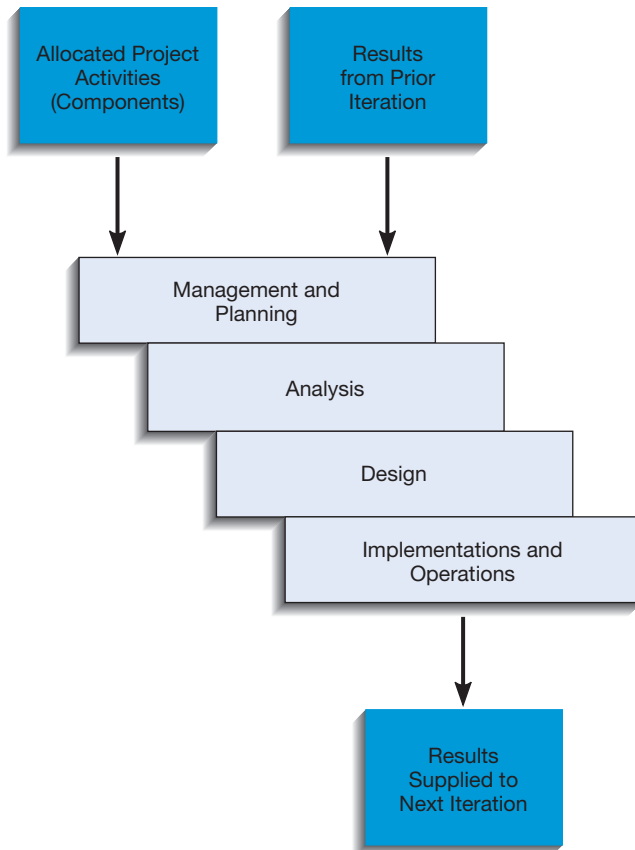 Allocated Project
Activities
(Components)
Results
from Prior
Iteration
Management and
Planning
Analysis
Design
Implementations and
Operations
Results
Supplied to
Next Iteration